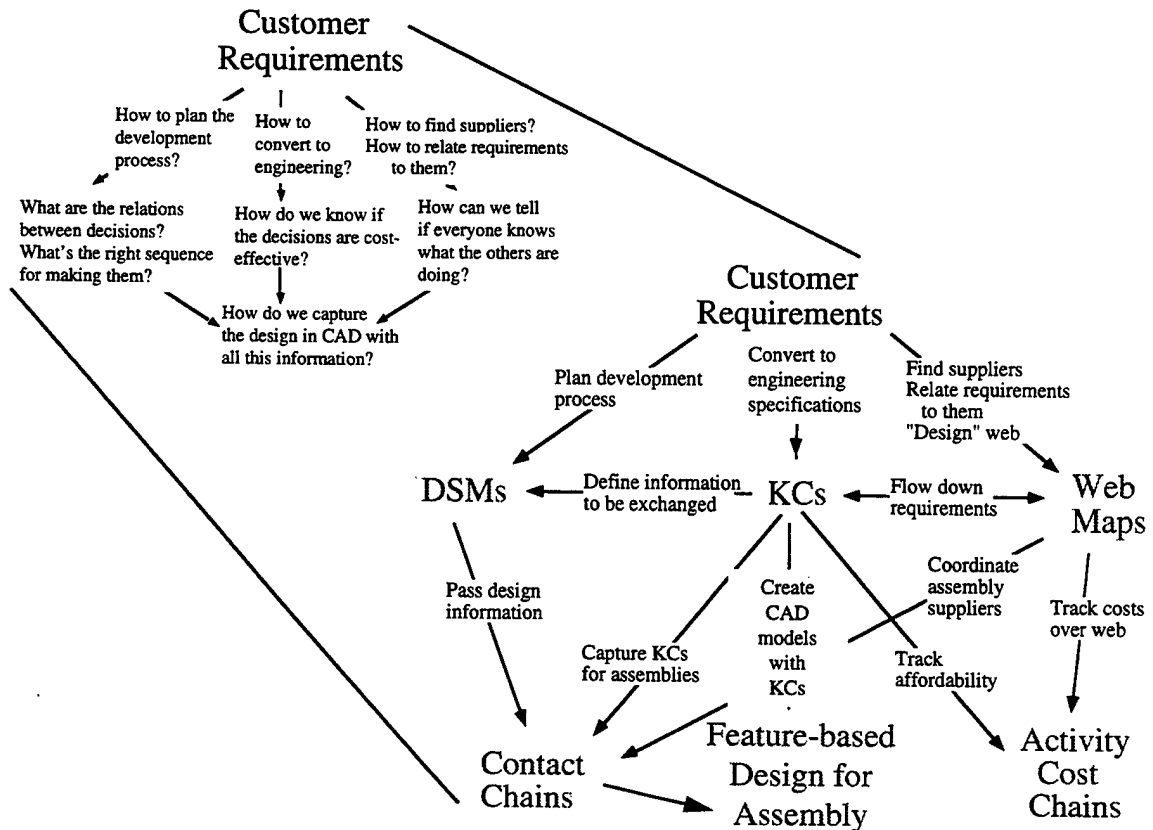 Customer
Requirements
How to plan the
development
process?
How to
convert to
engineering?
How to find suppliers?
How to relate requirements
to them?
What are the relations
between decisions?
What's the right sequence
for making them?
How do we know if
the decisions are cost-
effective?
How can we tell
if everyone knows
what the others are
doing?
How do we capture
the design in CAD with
all this information?
Customer
Requirements
Plan development
process
Convert to
engineering
specifications
Find suppliers
Relate requirements
to them
"Design" web
DSMs
Define information
to be exchanged
KCs
Flow down
requirements
Web
Maps
Pass design
information
Capture KCs
for assemblies
Create
CAD
models
with
KCs
Coordinate
assembly
suppliers
Track
affordability
Track costs
over web
Contact
Chains
Feature-based
Design for
Assembly
Activity
Cost
Chains